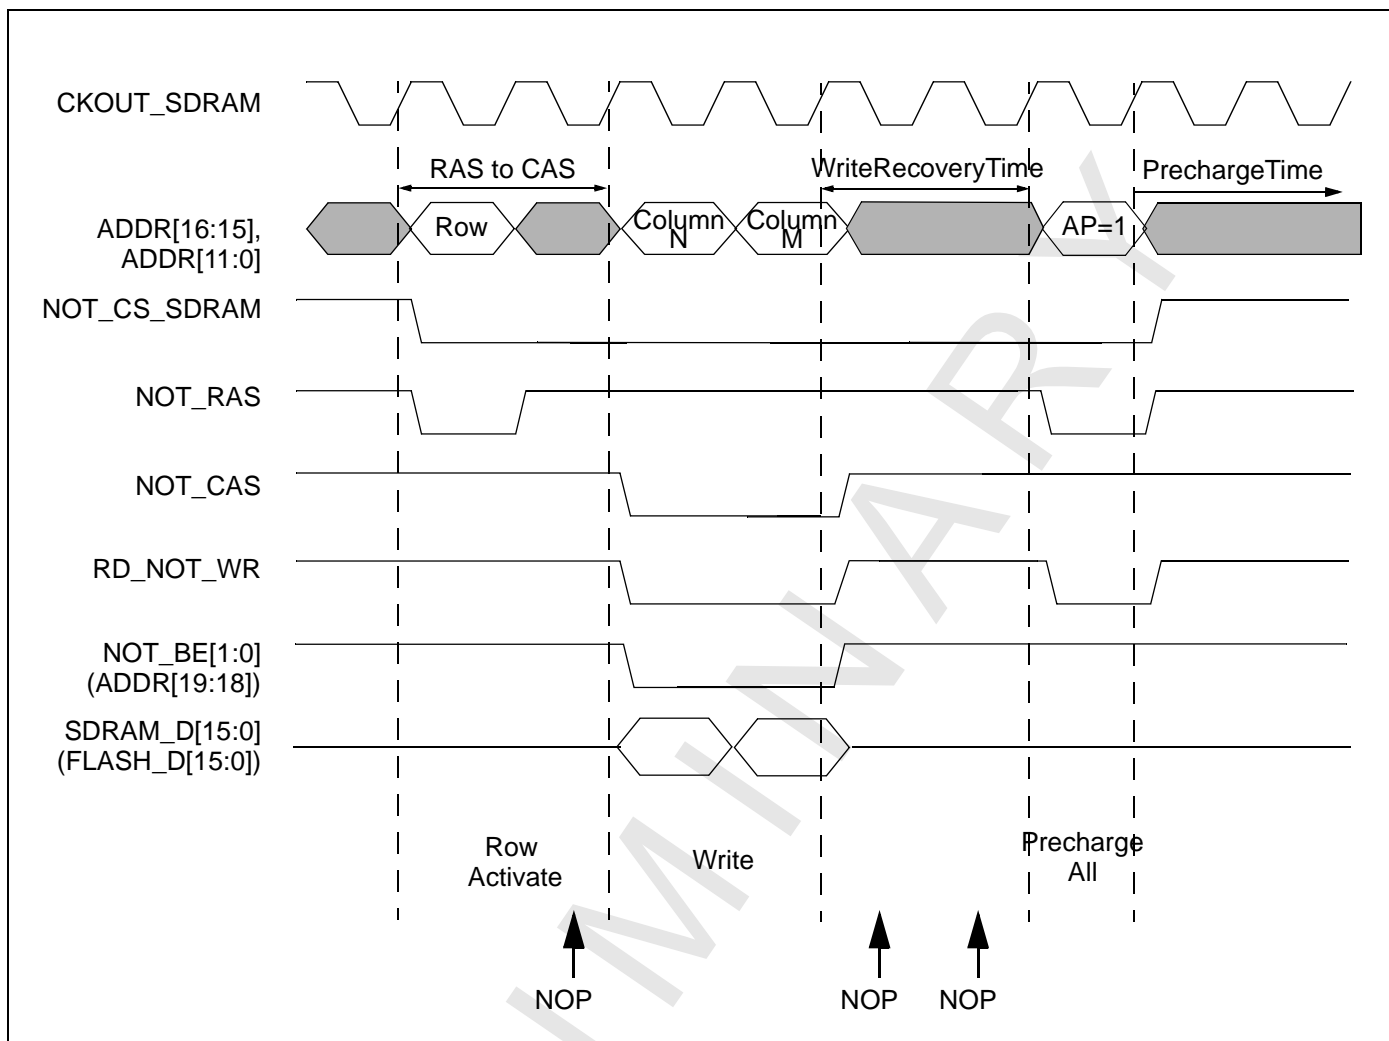 CKOUT_SDRAM
RAS to CAS
WriteRecoveryTime
PrechargeTime
ADDR[16:15],
ADDR[11:0]
Row
Column
N
Column
M
AP=1
NOT_CS_SDRAM
NOT_RAS
NOT_CAS
RD_NOT_WR
NOT_BE[1:0]
(ADDR[19:18])
SDRAM_D[15:0]
(FLASH_D[15:0])
Row
Activate
Write
Precharge
All
NOP
NOP
NOP
IMINARY